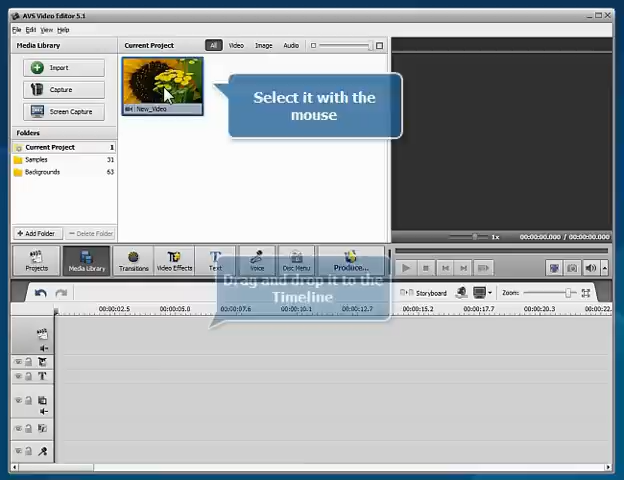 AVS Video Editor 5.1
File Edit View Help
Media Library
Current Project
All Video Image Audio
Import
Capture
Screen Capture
New_Video
Select it with the
mouse
Folders
Current Project 1
Samples 31
Backgrounds 63
Add Folder
Delete Folder
1x
00:00:00.000 / 00:00:00.000
Projects
Media Library
Transitions
Video Effects
Text
Voice
Disc Menu
Produce...
Drag and drop it to the
Timeline
Storyboard
Zoom:
00:00:02.5 00:00:05.0 00:00:07.6 00:00:10.1 00:00:12.6 00:00:15.2 00:00:17.7 00:00:20.3 00:00:22.
T